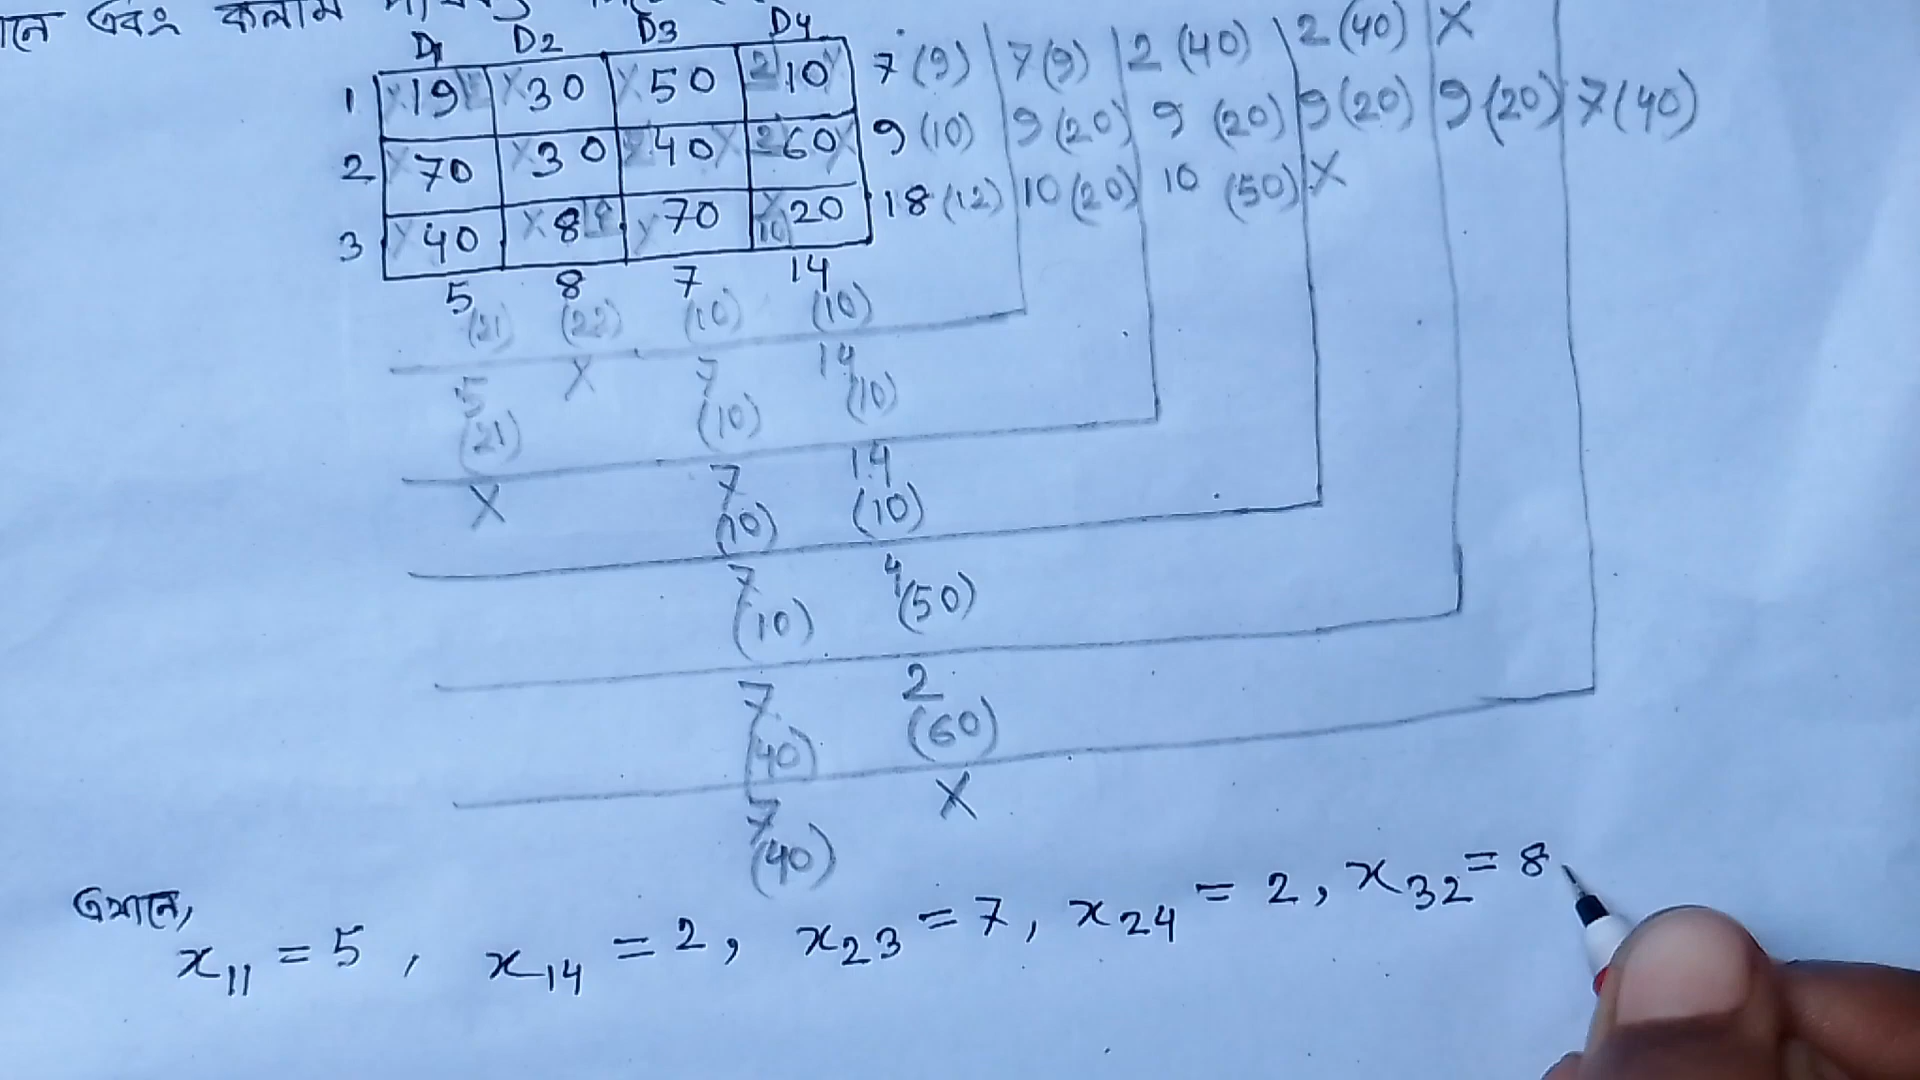 এবং কলাম
D1 D2 D3 D4
1 19 30 50 2 10 7 (9) 7 (9) 2 (40) 2 (40) X
2 70 30 40 2 60 9 (10) 9 (20) 9 (20) 9 (20) 9 (20) 7 (40)
3 40 8 70 10 20 18 (12) 10 (20) 10 (50) X
5 8 7 14
(21) (22) (10) (10)
5 X 7 14
(21) (10) (10)
X 7 14
(10) (10)
7 4
(10) (50)
7 2
(40) (60)
7 X
(40)
এখানে,
x11 = 5, x14 = 2, x23 = 7, x24 = 2, x32 = 8